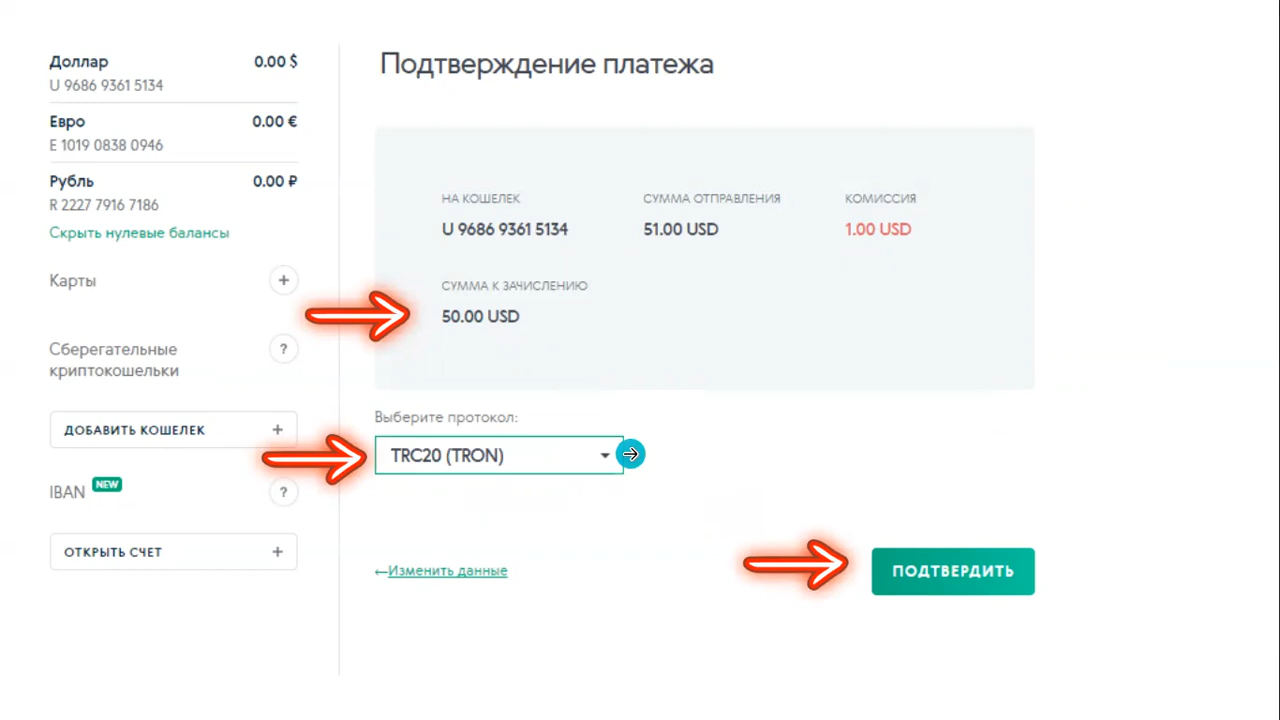 Доллар 0.00 $
U 9686 9361 5134
Евро 0.00 €
E 1019 0838 0946
Рубль 0.00 ₽
R 2227 7916 7186
Скрыть нулевые балансы
Карты +
Сберегательные ?
криптокошельки
ДОБАВИТЬ КОШЕЛЕК +
IBAN NEW ?
ОТКРЫТЬ СЧЕТ +
Подтверждение платежа
НА КОШЕЛЕК СУММА ОТПРАВЛЕНИЯ КОМИССИЯ
U 9686 9361 5134 51.00 USD 1.00 USD
СУММА К ЗАЧИСЛЕНИЮ
50.00 USD
Выберите протокол:
TRC20 (TRON)
←Изменить данные
ПОДТВЕРДИТЬ